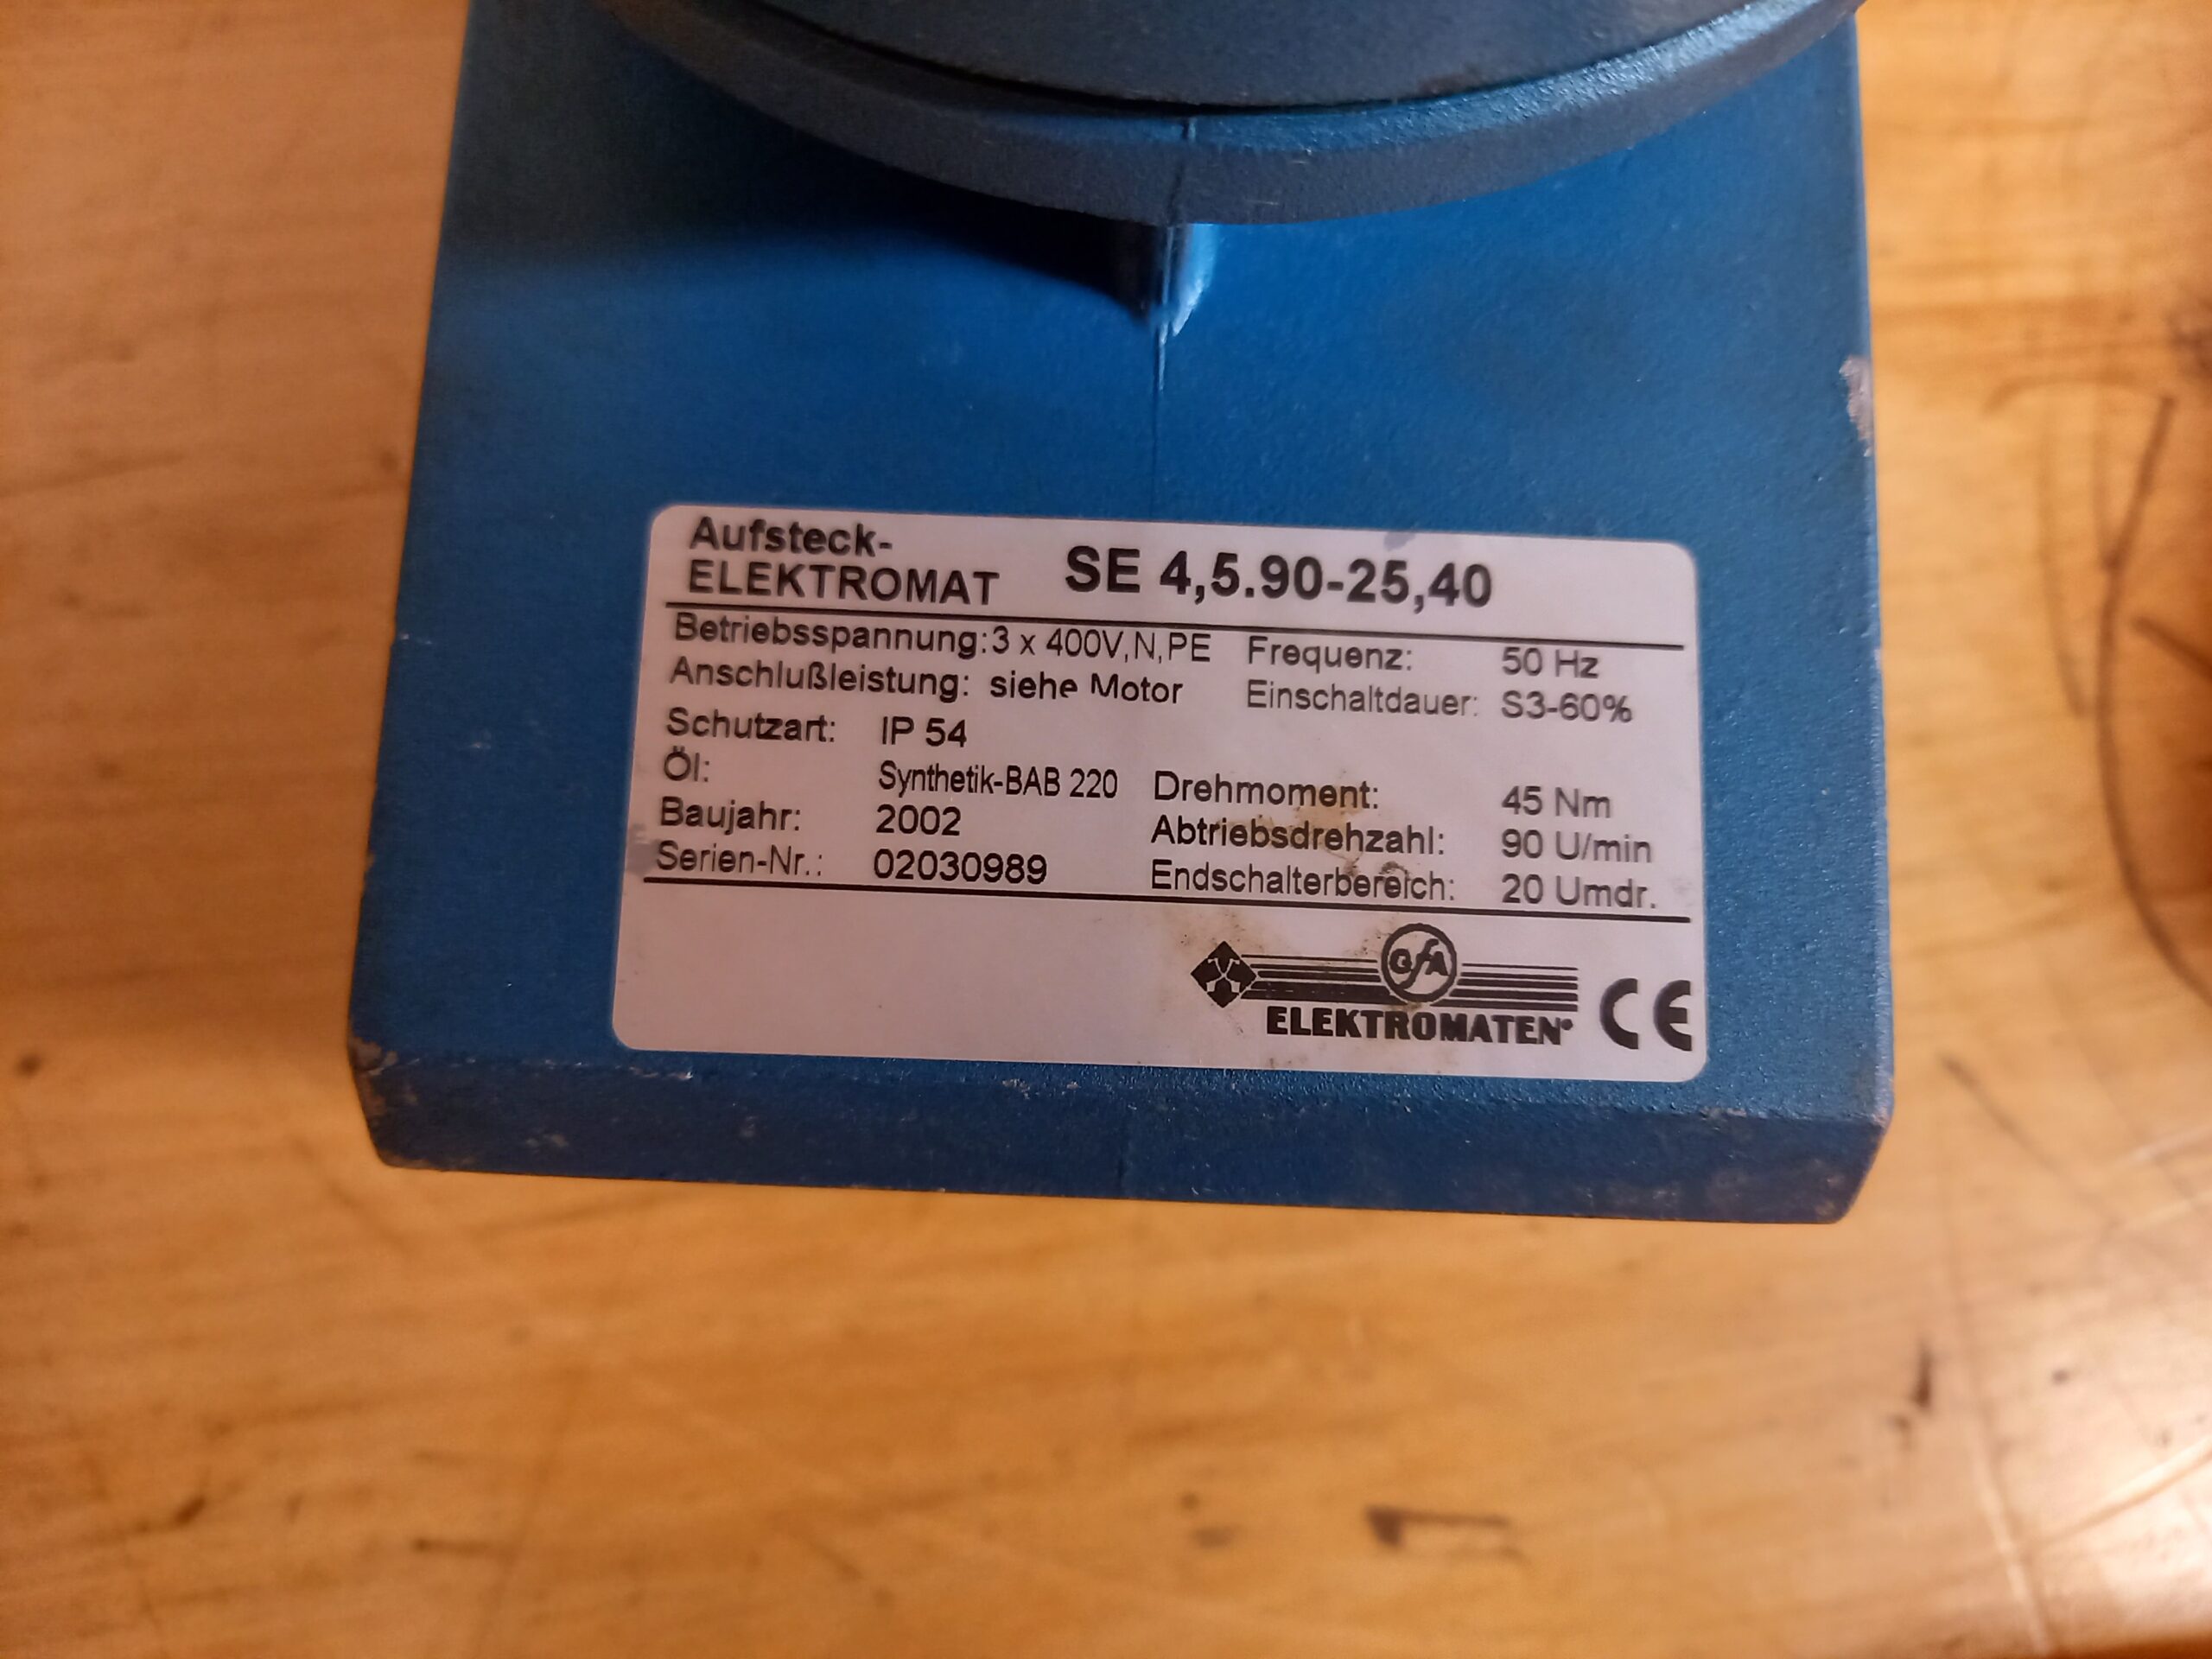 Aufsteck-
ELEKTROMAT SE 4,5.90-25,40
Betriebsspannung: 3 x 400V, N, PE Frequenz: 50 Hz
Anschlußleistung: siehe Motor Einschaltdauer: S3-60%
Schutzart: IP 54
Öl: Synthetik-BAB 220 Drehmoment: 45 Nm
Baujahr: 2002 Abtriebsdrehzahl: 90 U/min
Serien-Nr.: 02030989 Endschalterbereich: 20 Umdr.
GfA
ELEKTROMATEN® CE